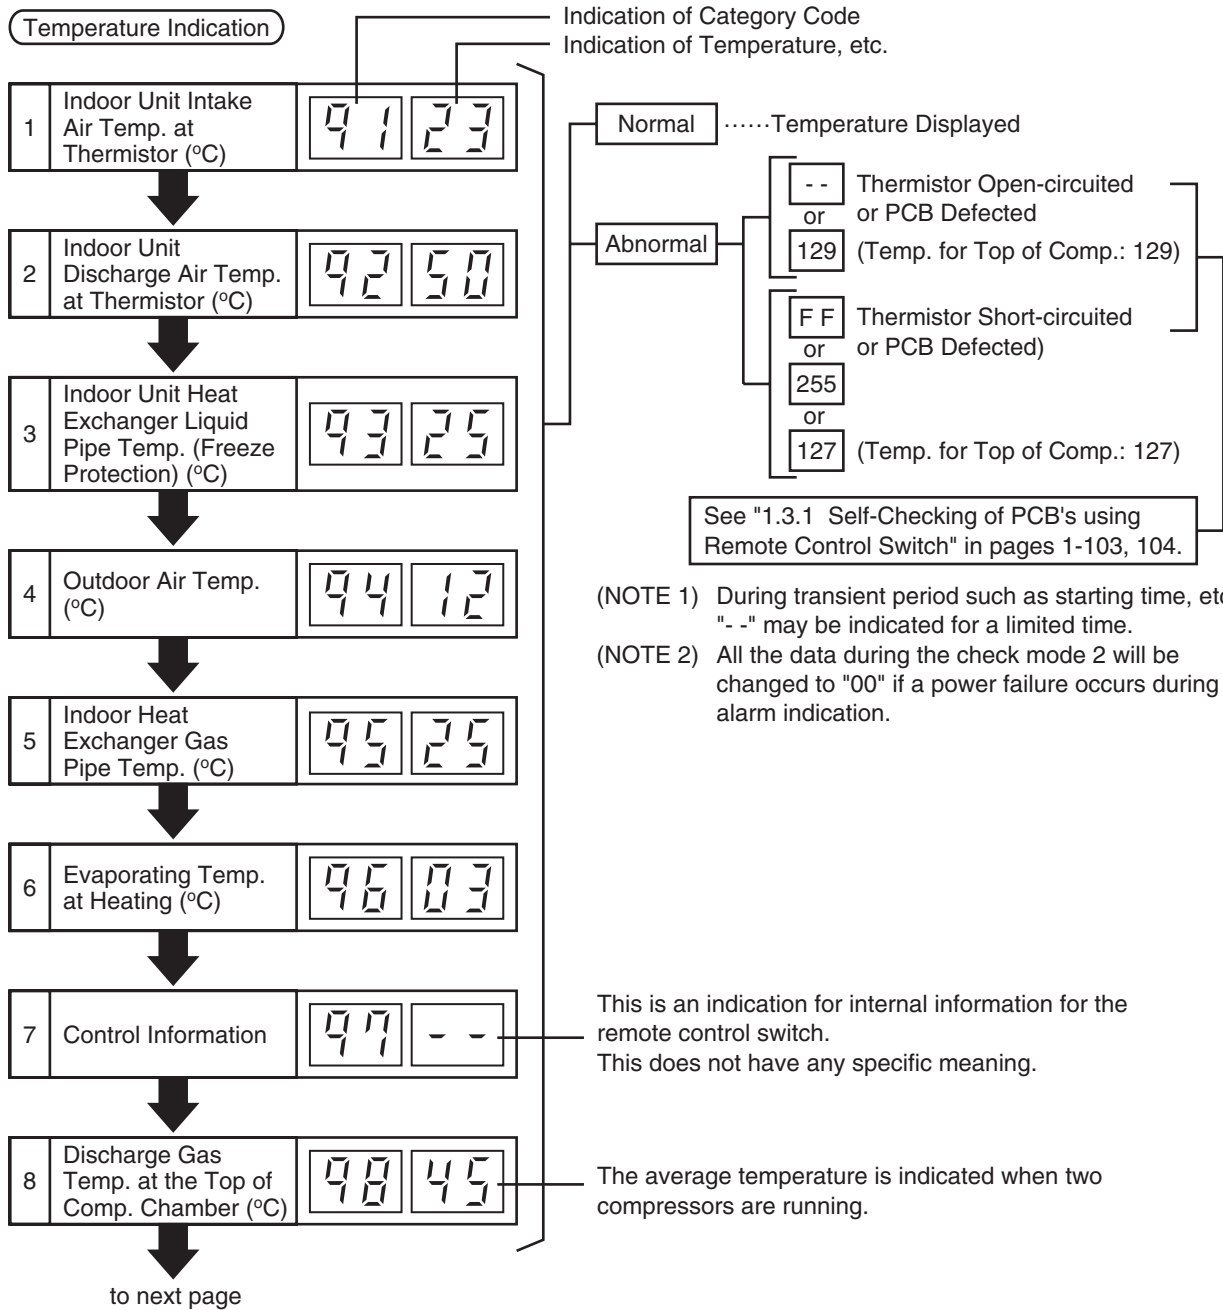 Temperature Indication
Indication of Category Code
Indication of Temperature, etc.
1
Indoor Unit Intake
Air Temp. at
Thermistor (°C)
91 23
2
Indoor Unit
Discharge Air Temp.
at Thermistor (°C)
92 50
3
Indoor Unit Heat
Exchanger Liquid
Pipe Temp. (Freeze
Protection) (°C)
93 25
4
Outdoor Air Temp.
(°C)
94 12
5
Indoor Heat
Exchanger Gas
Pipe Temp. (°C)
95 25
6
Evaporating Temp.
at Heating (°C)
96 03
7
Control Information
97 - -
8
Discharge Gas
Temp. at the Top of
Comp. Chamber (°C)
98 45
to next page
Normal ······Temperature Displayed
Abnormal
- - Thermistor Open-circuited
or or PCB Defected
129 (Temp. for Top of Comp.: 129)
F F Thermistor Short-circuited
or or PCB Defected)
255
or
127 (Temp. for Top of Comp.: 127)
See "1.3.1 Self-Checking of PCB's using
Remote Control Switch" in pages 1-103, 104.
(NOTE 1) During transient period such as starting time, etc
"- -" may be indicated for a limited time.
(NOTE 2) All the data during the check mode 2 will be
changed to "00" if a power failure occurs during
alarm indication.
This is an indication for internal information for the
remote control switch.
This does not have any specific meaning.
The average temperature is indicated when two
compressors are running.